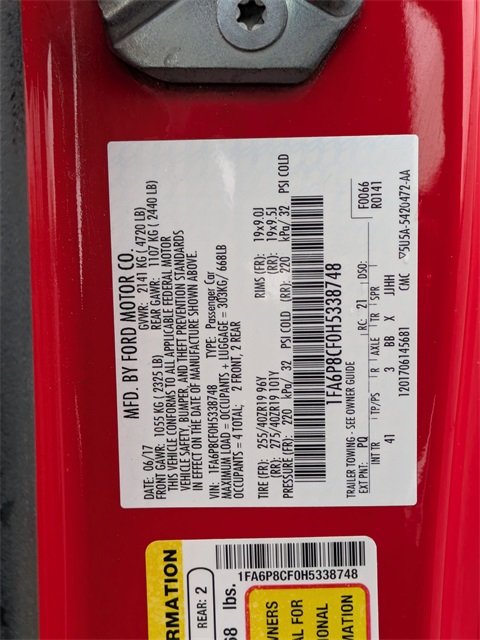 MFD. BY FORD MOTOR CO.
DATE: 06/17 GVWR: 2141 KG ( 4720 LB)
FRONT GAWR: 1055 KG ( 2325 LB) REAR GAWR: 1107 KG ( 2440 LB)
THIS VEHICLE CONFORMS TO ALL APPLICABLE FEDERAL MOTOR
VEHICLE SAFETY, BUMPER, AND THEFT PREVENTION STANDARDS
IN EFFECT ON THE DATE OF MANUFACTURE SHOWN ABOVE.
VIN: 1FA6P8CF0H5338748 TYPE: Passenger Car
MAXIMUM LOAD = OCCUPANTS + LUGGAGE = 303KG/ 668LB
OCCUPANTS = 4 TOTAL; 2 FRONT, 2 REAR
TIRE (FR): 255/40ZR19 96Y RIMS (FR): 19x9.0J
(RR): 275/40ZR19 101Y (RR): 19x9.5J
PRESSURE (FR): 220 kPa/ 32 PSI COLD (RR): 220 kPa/ 32 PSI COLD
1FA6P8CF0H5338748
TRAILER TOWING - SEE OWNER GUIDE F0066
EXT PNT: PQ RC: 21 DSO: R0141
INT TR TP/PS R AXLE TR SPR
41 3 BB X JJHH
1201706145681 CMC ▽5U5A-5420472-AA
1FA6P8CF0H5338748
REAR: 2
lbs.